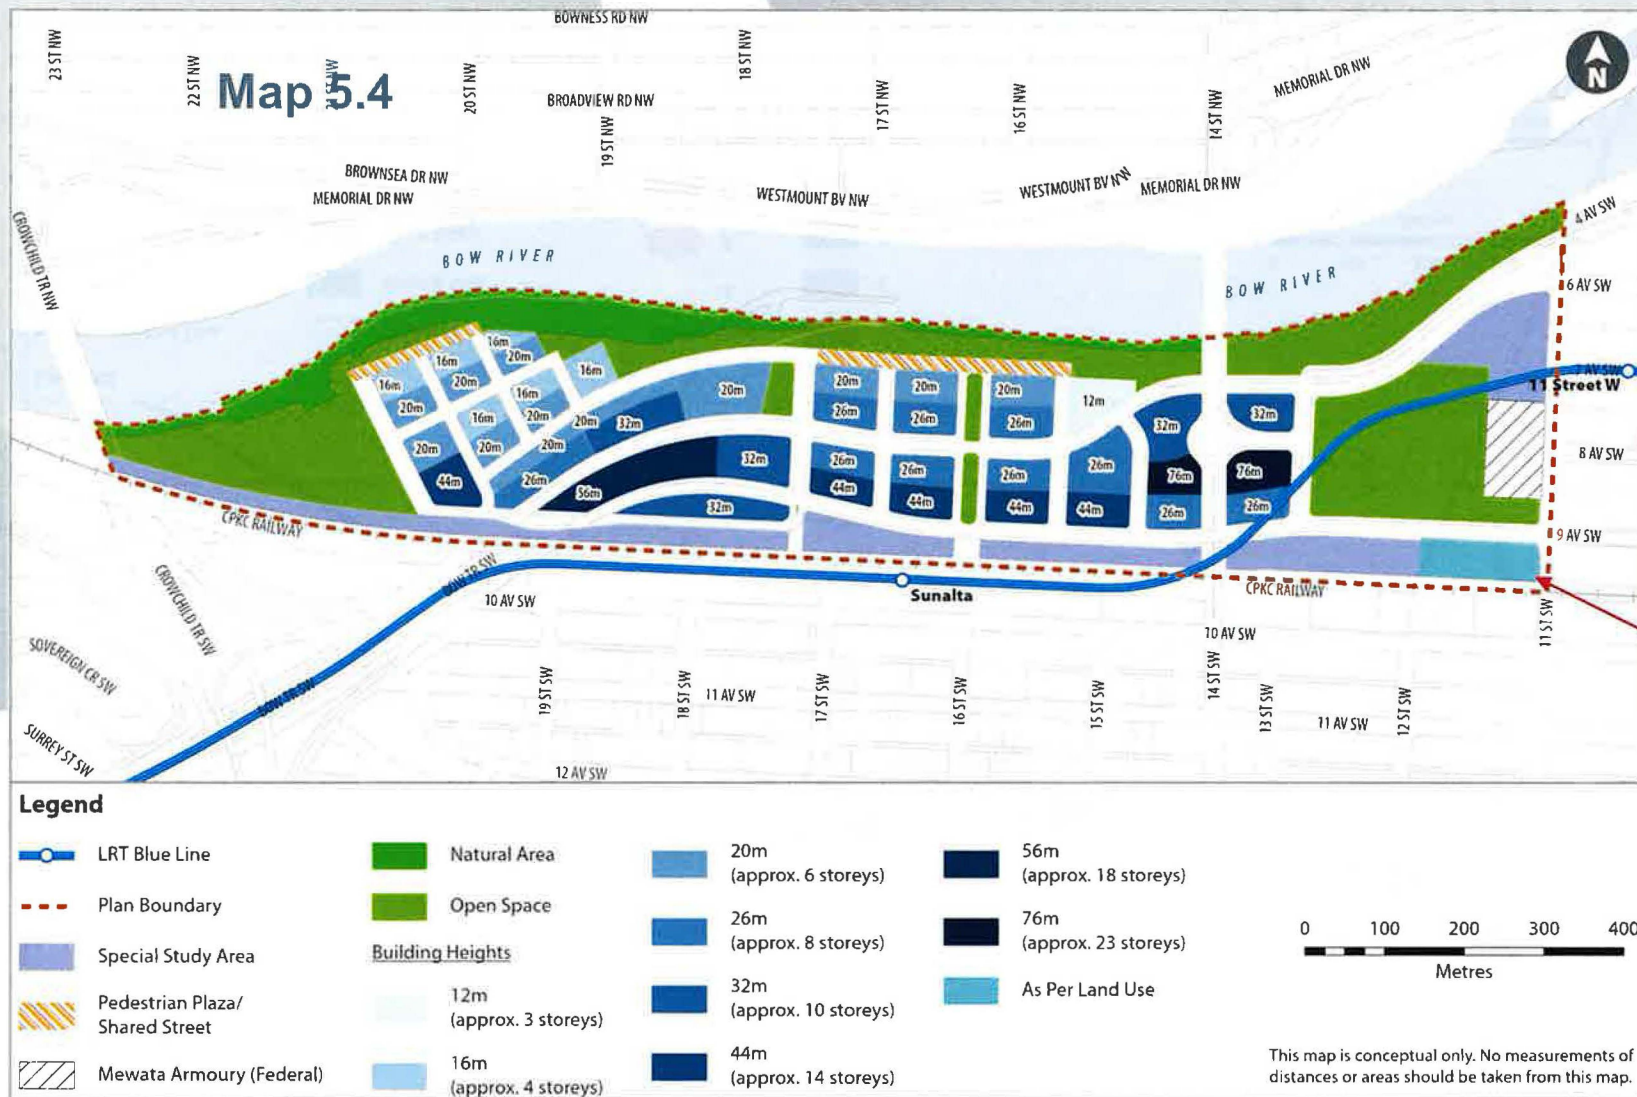 BOWNESS RD NW
23 ST NW
22 ST NW
Map 5.4
20 ST NW
18 ST NW
BROADVIEW RD NW
19 ST NW
17 ST NW
16 ST NW
14 ST NW
MEMORIAL DR NW
N
BROWNSEA DR NW
MEMORIAL DR NW
WESTMOUNT BV NW
WESTMOUNT BV NW
MEMORIAL DR NW
CROWCHILD TR NW
BOW RIVER
BOW RIVER
4 AV SW
6 AV SW
7 AV SW
11 Street W
8 AV SW
9 AV SW
16m
20m
16m
20m
16m
20m
16m
16m
20m
16m
20m
20m
44m
20m
26m
20m
32m
20m
56m
32m
32m
20m
26m
20m
26m
20m
26m
12m
26m
44m
26m
44m
26m
44m
26m
44m
32m
76m
26m
32m
76m
26m
CPKC RAILWAY
CPKC RAILWAY
CROWCHILD TR SW
BOW TR SW
10 AV SW
Sunalta
10 AV SW
11 ST SW
SOVEREIGN CR SW
BOW TR SW
SURREY ST SW
19 ST SW
18 ST SW
11 AV SW
17 ST SW
16 ST SW
15 ST SW
14 ST SW
13 ST SW
11 AV SW
12 ST SW
12 AV SW
Legend
LRT Blue Line
Plan Boundary
Special Study Area
Pedestrian Plaza/
Shared Street
Mewata Armoury (Federal)
Natural Area
Open Space
Building Heights
12m
(approx. 3 storeys)
16m
(approx. 4 storeys)
20m
(approx. 6 storeys)
26m
(approx. 8 storeys)
32m
(approx. 10 storeys)
44m
(approx. 14 storeys)
56m
(approx. 18 storeys)
76m
(approx. 23 storeys)
As Per Land Use
0 100 200 300 400
Metres
This map is conceptual only. No measurements of
distances or areas should be taken from this map.